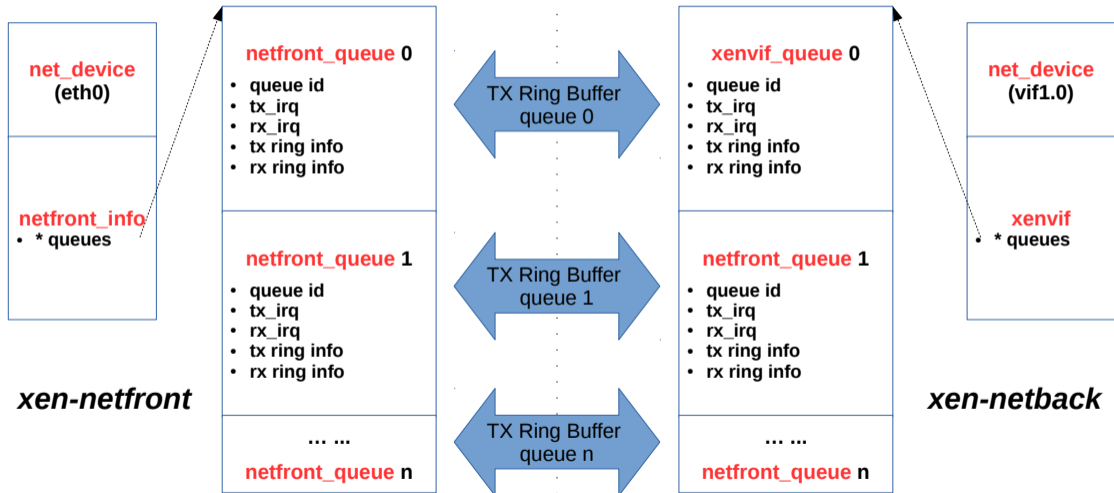 net_device
(eth0)
netfront_info
• * queues
xen-netfront
netfront_queue 0
• queue id
• tx_irq
• rx_irq
• tx ring info
• rx ring info
netfront_queue 1
• queue id
• tx_irq
• rx_irq
• tx ring info
• rx ring info
... ...
netfront_queue n
TX Ring Buffer
queue 0
TX Ring Buffer
queue 1
TX Ring Buffer
queue n
xenvif_queue 0
• queue id
• tx_irq
• rx_irq
• tx ring info
• rx ring info
netfront_queue 1
• queue id
• tx_irq
• rx_irq
• tx ring info
• rx ring info
... ...
netfront_queue n
net_device
(vif1.0)
xenvif
• * queues
xen-netback